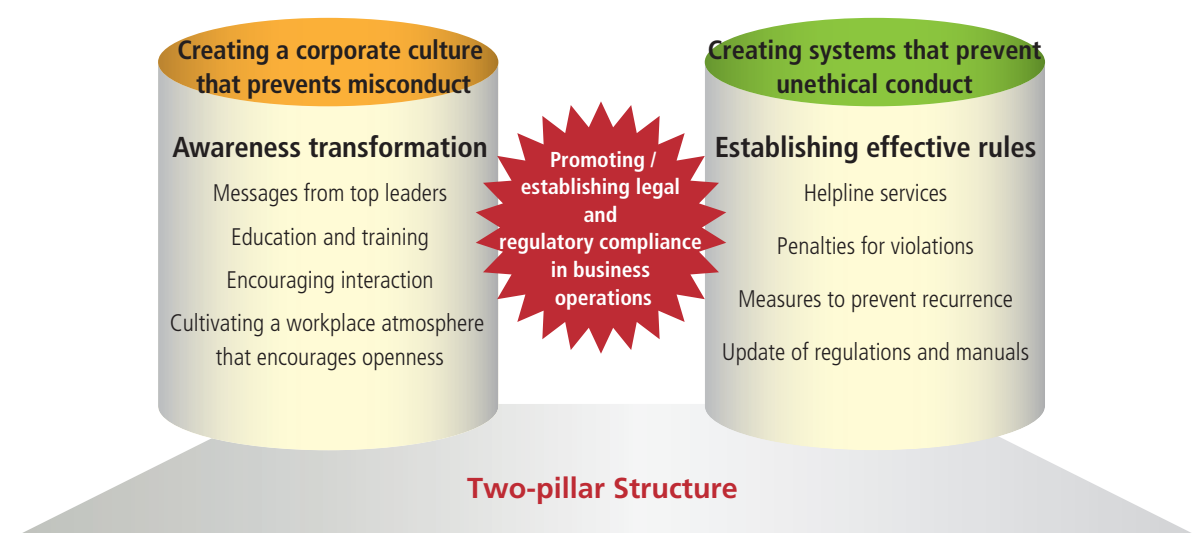 Creating a corporate culture
that prevents misconduct
Awareness transformation
Messages from top leaders
Education and training
Encouraging interaction
Cultivating a workplace atmosphere
that encourages openness
Promoting /
establishing legal
and
regulatory compliance
in business
operations
Creating systems that prevent
unethical conduct
Establishing effective rules
Helpline services
Penalties for violations
Measures to prevent recurrence
Update of regulations and manuals
Two-pillar Structure